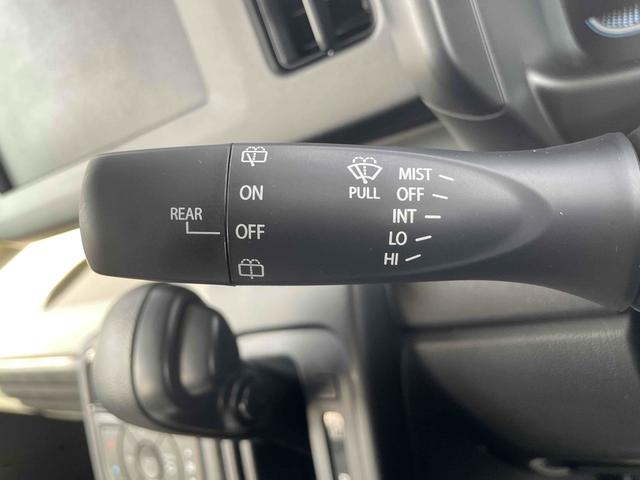 REAR
ON
OFF
PULL
MIST
OFF
INT
LO
HI